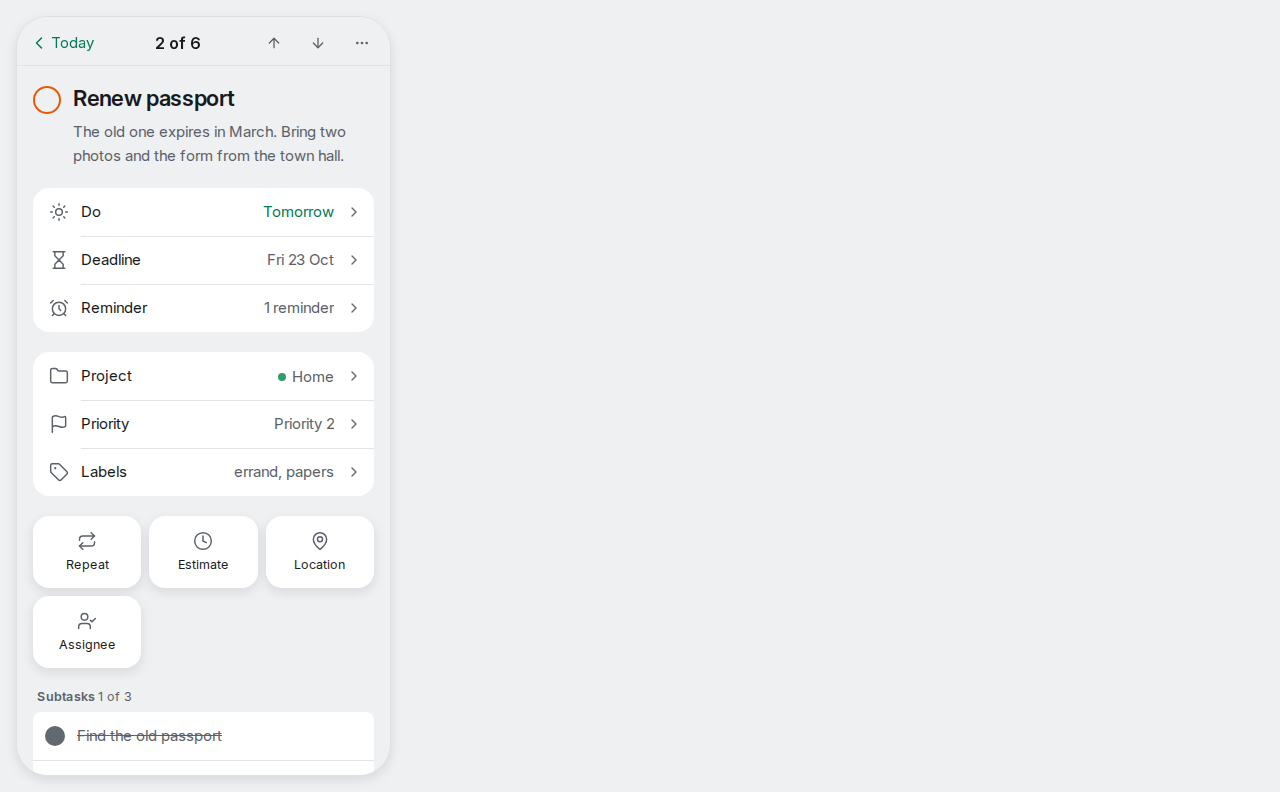 Today
2 of 6
Renew passport
The old one expires in March. Bring two
photos and the form from the town hall.
Do
Tomorrow
Deadline
Fri 23 Oct
Reminder
1 reminder
Project
Home
Priority
Priority 2
Labels
errand, papers
Repeat
Estimate
Location
Assignee
Subtasks 1 of 3
Find the old passport